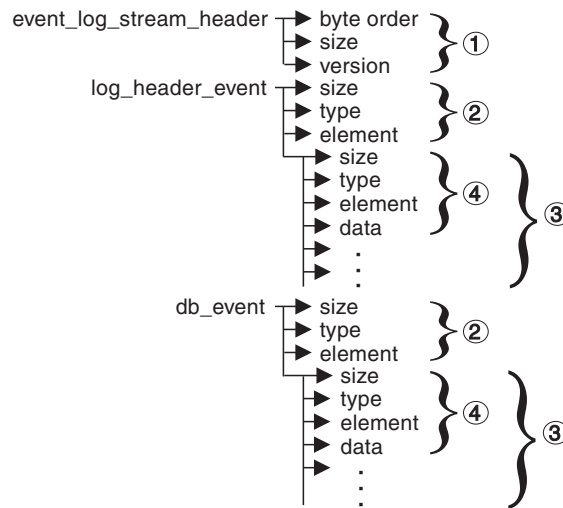 event_log_stream_header byte order
size ①
version
log_header_event size
type ②
element
size
type
element ④ ③
data
db_event size
type ②
element
size
type
element ④ ③
data